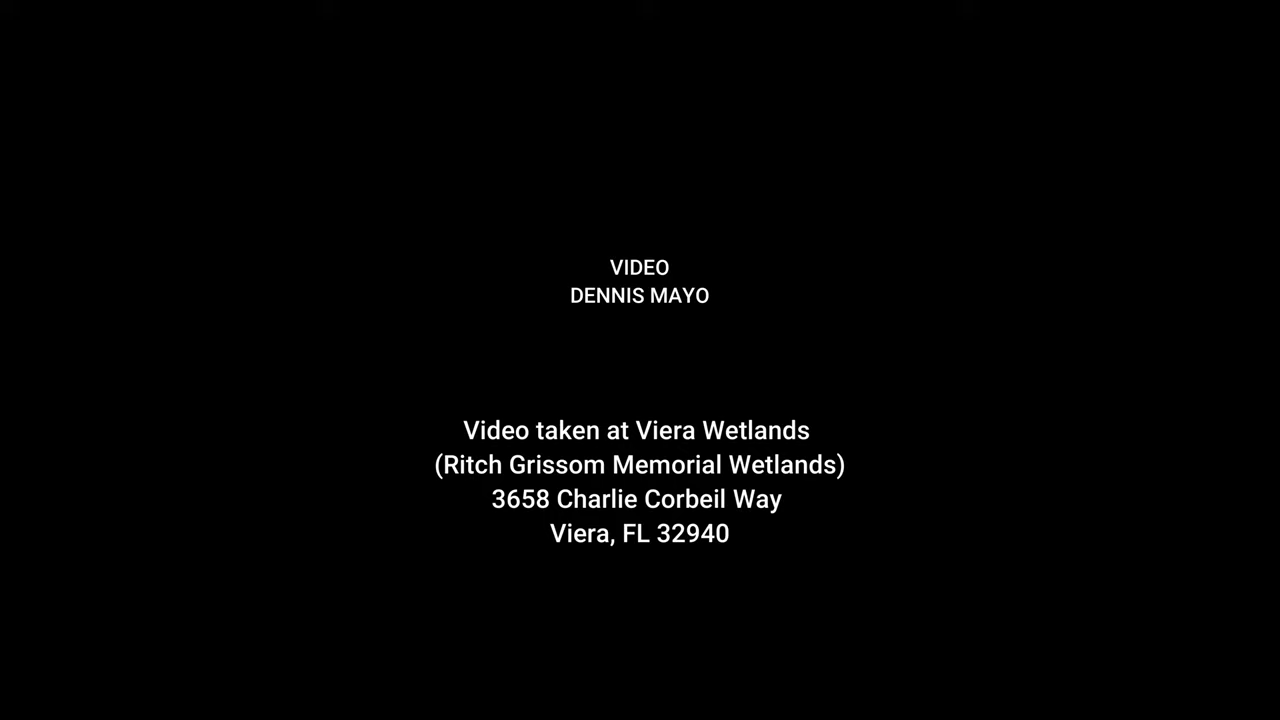 VIDEO
DENNIS MAYO
Video taken at Viera Wetlands
(Ritch Grissom Memorial Wetlands)
3658 Charlie Corbeil Way
Viera, FL 32940